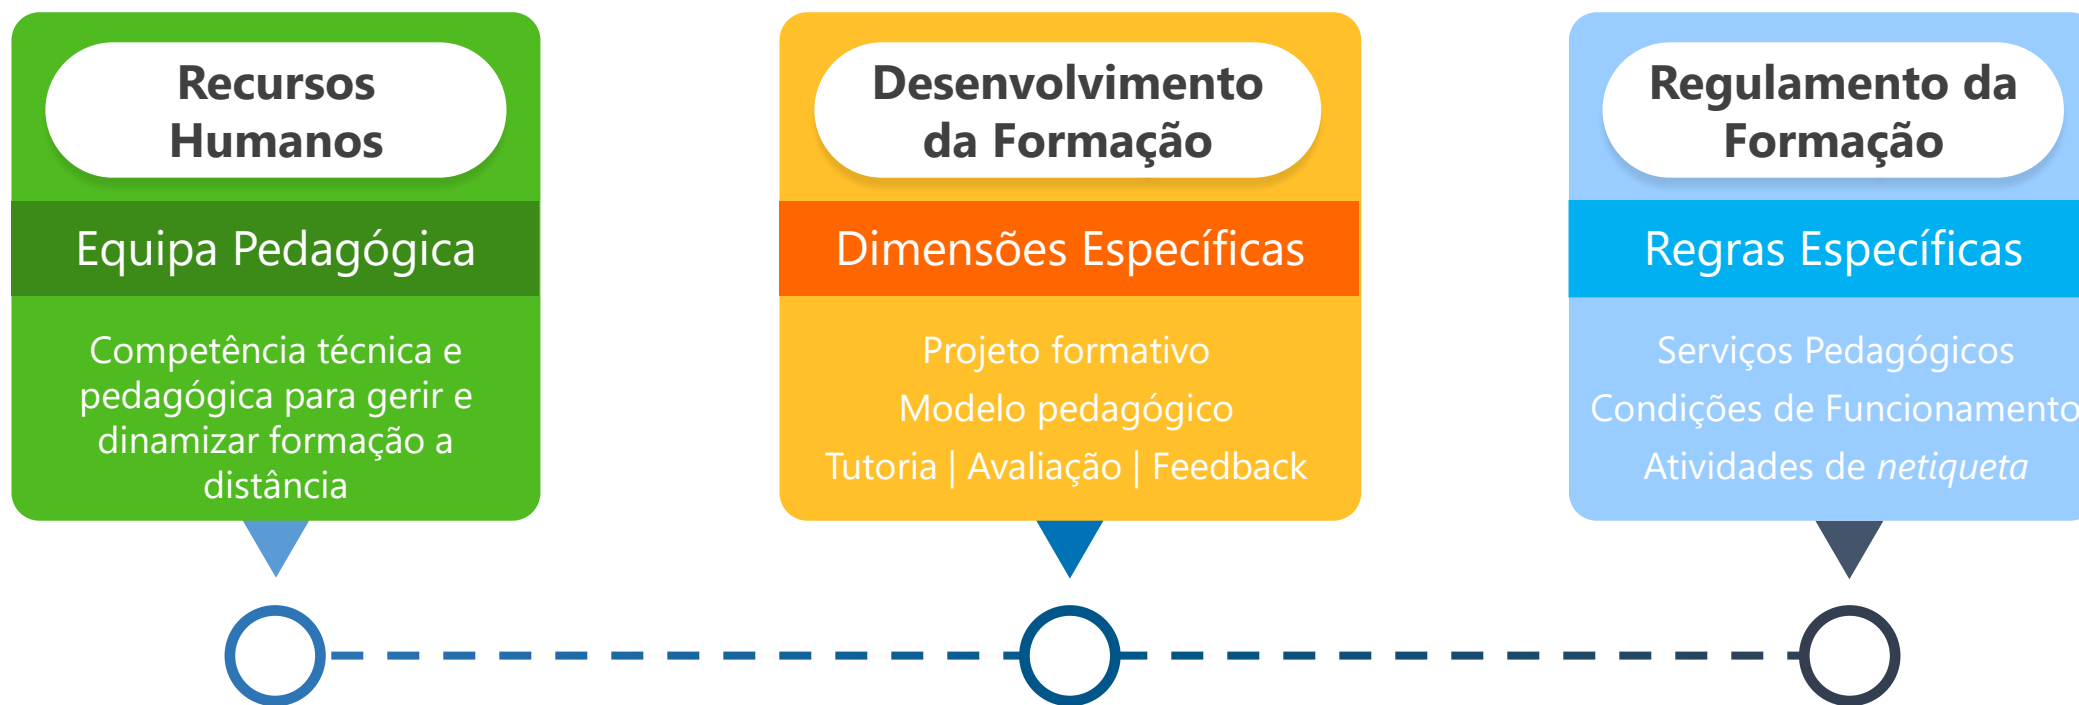 Recursos
Humanos
Equipa Pedagógica
Competência técnica e
pedagógica para gerir e
dinamizar formação a
distância
Desenvolvimento
da Formação
Dimensões Específicas
Projeto formativo
Modelo pedagógico
Tutoria | Avaliação | Feedback
Regulamento da
Formação
Regras Específicas
Serviços Pedagógicos
Condições de Funcionamento
Atividades de netiqueta